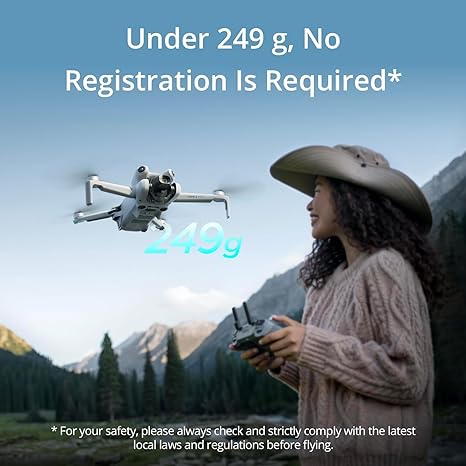 Under 249 g, No
Registration Is Required*
249g
* For your safety, please always check and strictly comply with the latest
local laws and regulations before flying.